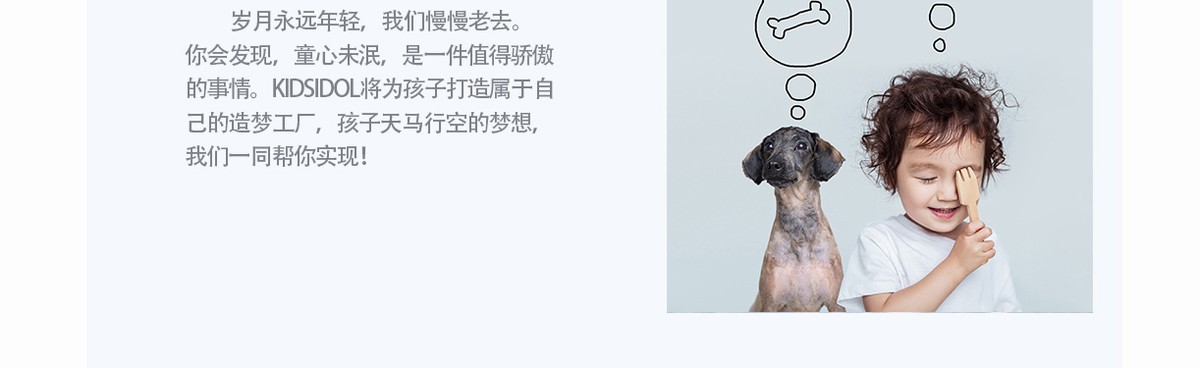 岁月永远年轻，我们慢慢老去。
你会发现，童心未泯，是一件值得骄傲
的事情。KIDSIDOL将为孩子打造属于自
己的造梦工厂，孩子天马行空的梦想，
我们一同帮你实现！